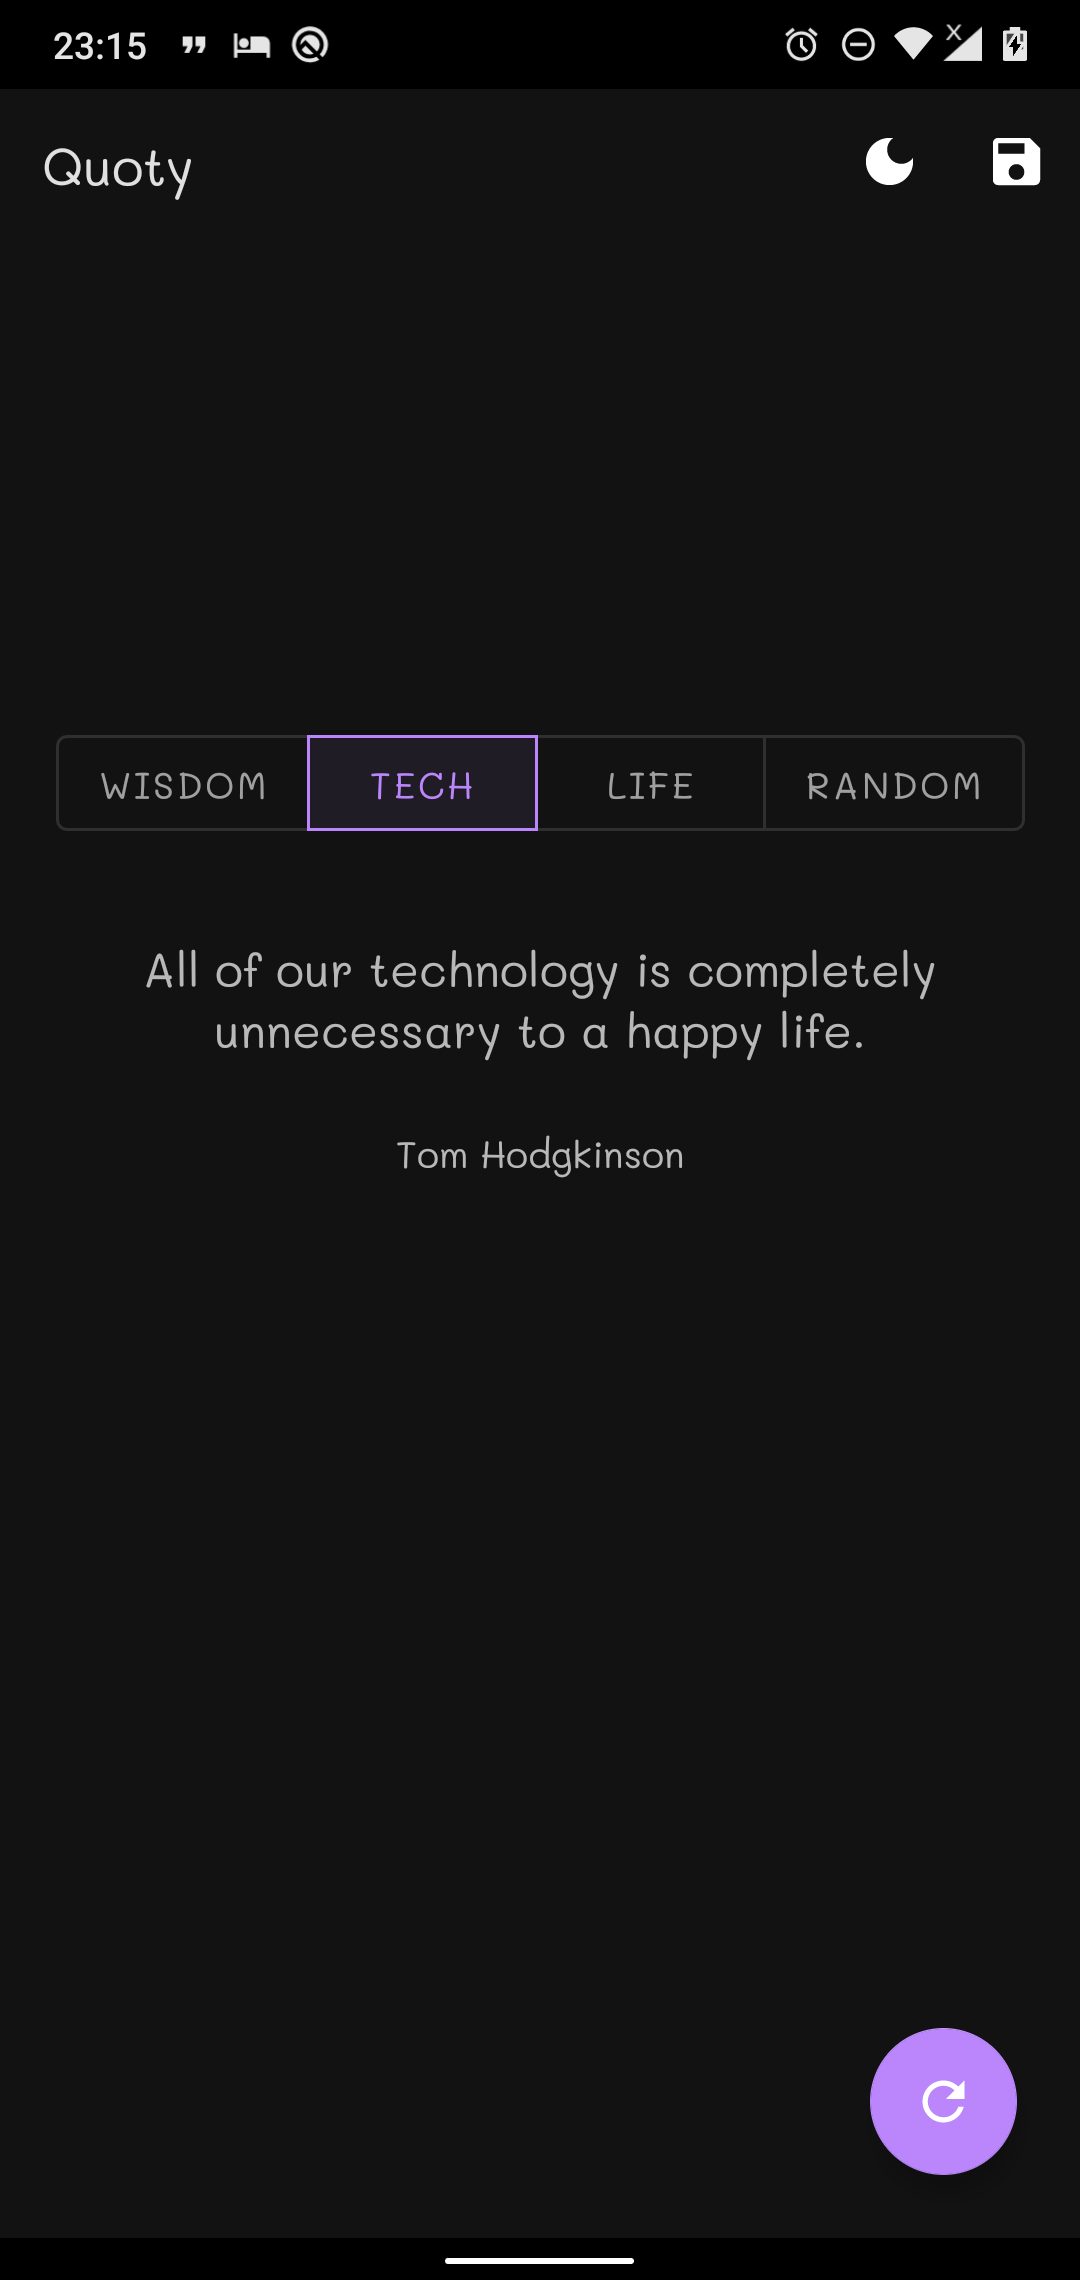 23:15
Quoty
WISDOM TECH LIFE RANDOM
All of our technology is completely
unnecessary to a happy life.
Tom Hodgkinson